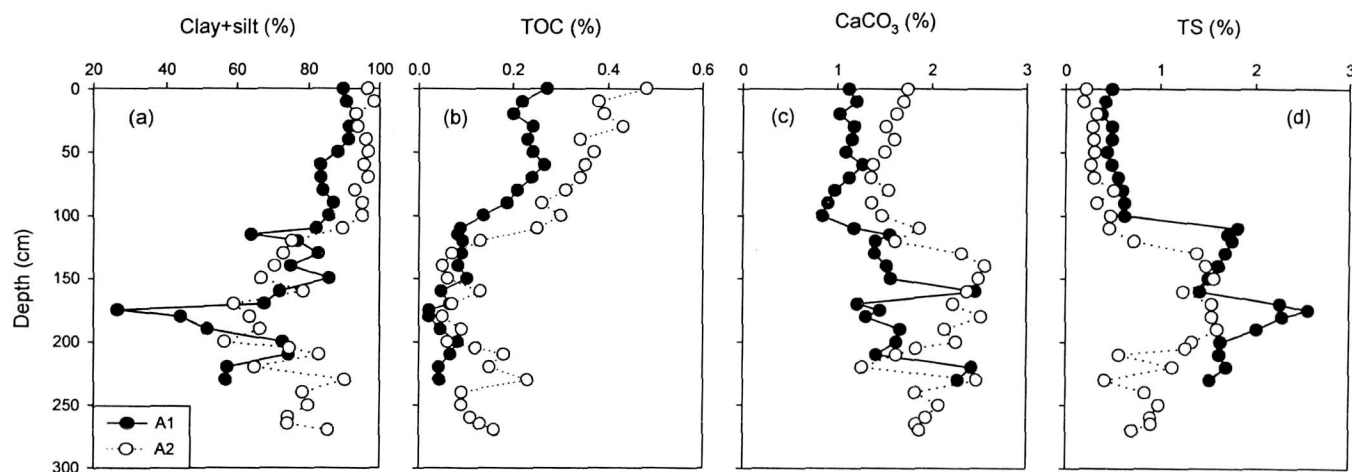 Clay+silt (%) TOC (%) CaCO₃ (%) TS (%)
20 40 60 80 100 0.0 0.2 0.4 0.6 0 1 2 3 0 1 2 3
0
(a) (b) (c) (d)
50
100
Depth (cm)
150
200
250
A1
A2
300